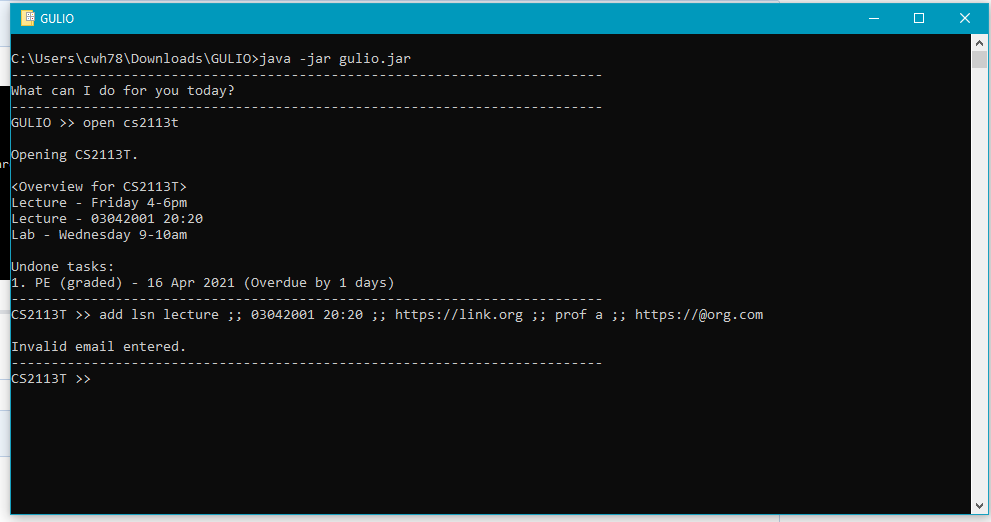 GULIO
C:\Users\cwh78\Downloads\GULIO>java -jar gulio.jar
--------------------------------------------------------------------------
What can I do for you today?
--------------------------------------------------------------------------
GULIO >> open cs2113t
Opening CS2113T.
<Overview for CS2113T>
Lecture - Friday 4-6pm
Lecture - 03042001 20:20
Lab - Wednesday 9-10am
Undone tasks:
1. PE (graded) - 16 Apr 2021 (Overdue by 1 days)
--------------------------------------------------------------------------
CS2113T >> add lsn lecture ;; 03042001 20:20 ;; https://link.org ;; prof a ;; https://@org.com
Invalid email entered.
--------------------------------------------------------------------------
CS2113T >>